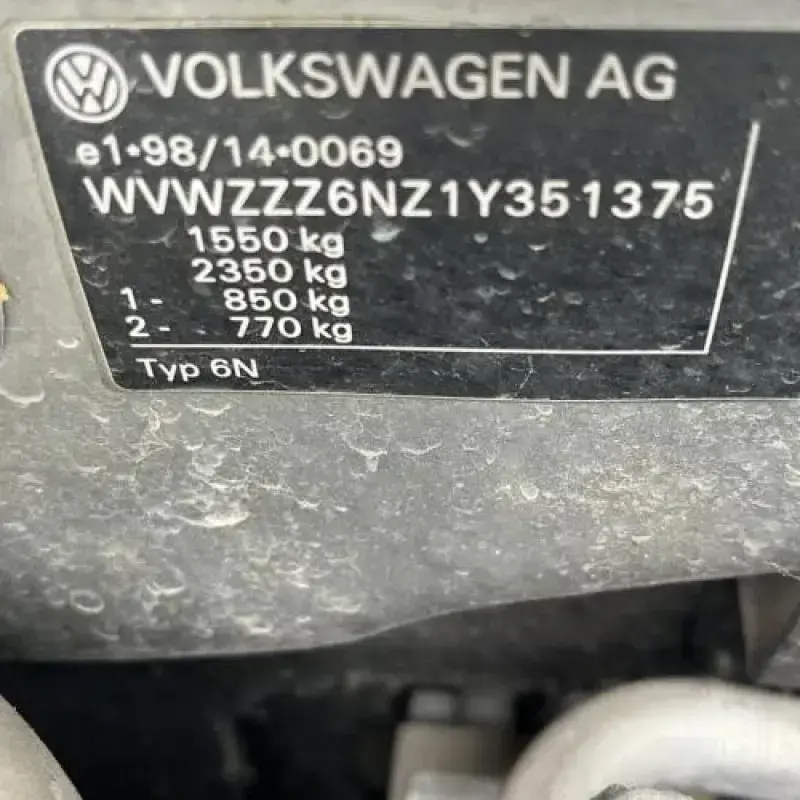 VOLKSWAGEN AG
e1•98/14•0069
WVWZZZ6NZ1Y351375
1550 kg
2350 kg
1 - 850 kg
2 - 770 kg
Typ 6N